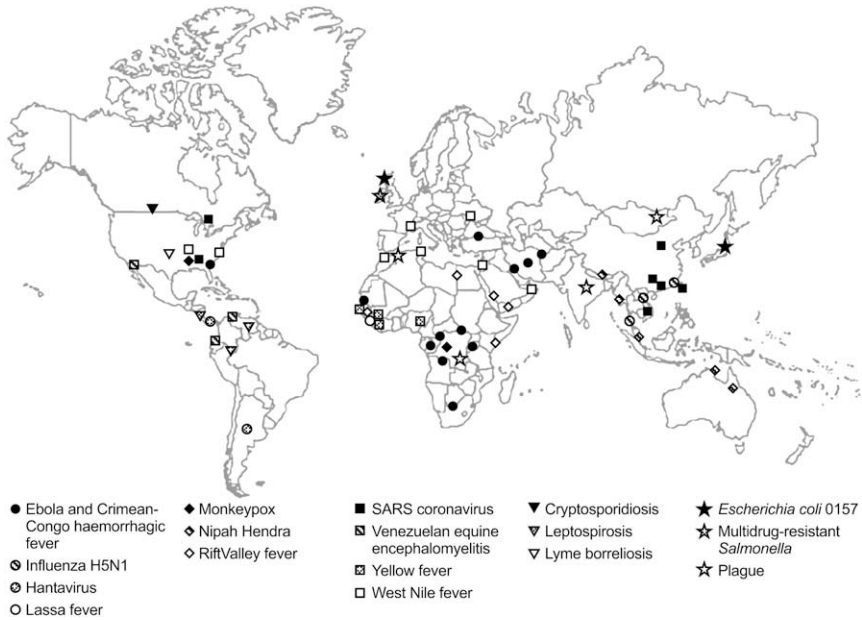 Ebola and Crimean-
Congo haemorrhagic
fever
Influenza H5N1
Hantavirus
Lassa fever
Monkeypox
Nipah Hendra
RiftValley fever
SARS coronavirus
Venezuelan equine
encephalomyelitis
Yellow fever
West Nile fever
Cryptosporidiosis
Leptospirosis
Lyme borreliosis
Escherichia coli 0157
Multidrug-resistant
Salmonella
Plague